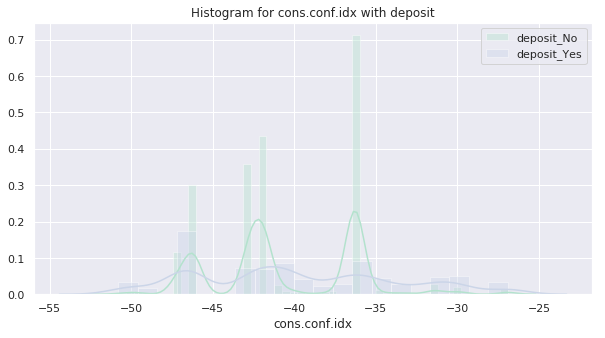 Histogram for cons.conf.idx with deposit
deposit_No
deposit_Yes
0.7
0.6
0.5
0.4
0.3
0.2
0.1
0.0
−55 −50 −45 −40 −35 −30 −25
cons.conf.idx